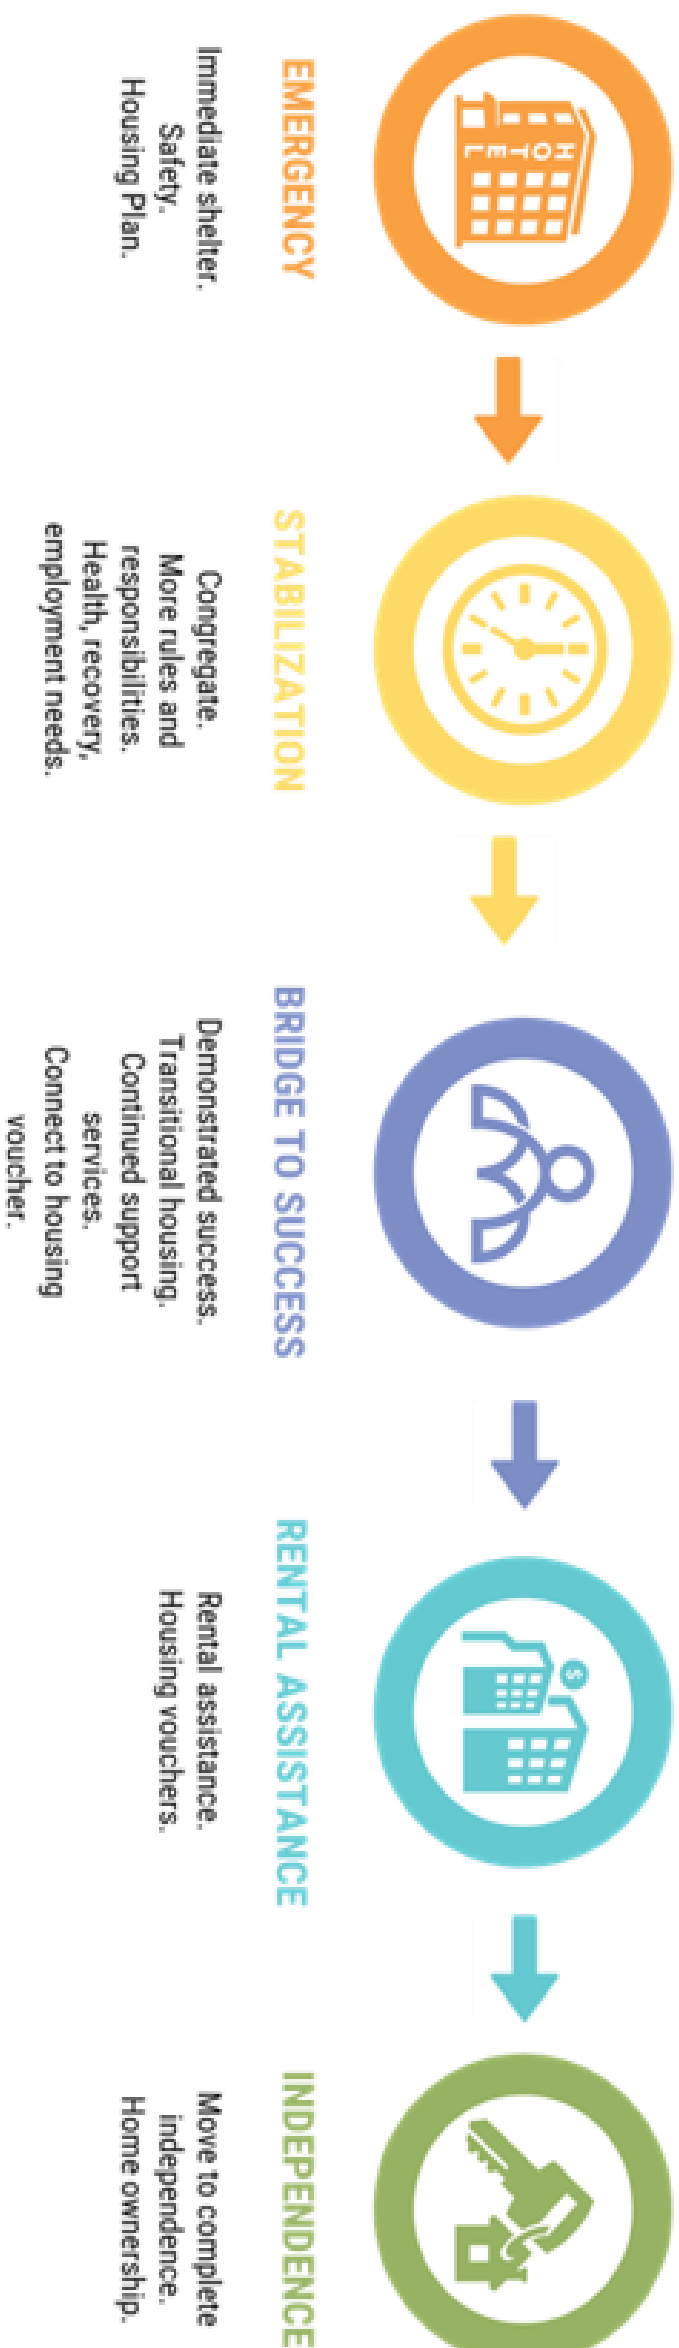 HOTEL
EMERGENCY
Immediate shelter.
Safety.
Housing Plan.
STABILIZATION
Congregate.
More rules and
responsibilities.
Health, recovery,
employment needs.
BRIDGE TO SUCCESS
Demonstrated success.
Transitional housing.
Continued support
services.
Connect to housing
voucher.
$
RENTAL ASSISTANCE
Rental assistance.
Housing vouchers.
INDEPENDENCE
Move to complete
independence.
Home ownership.